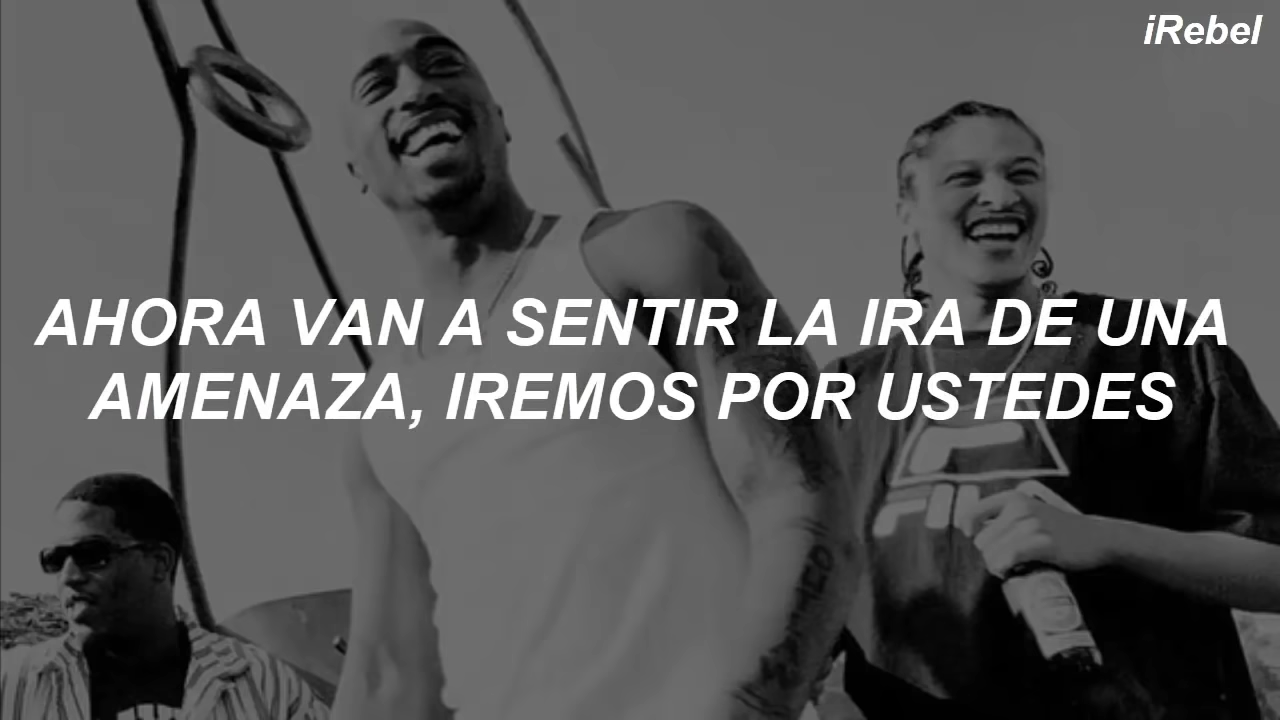 iRebel
AHORA VAN A SENTIR LA IRA DE UNA
AMENAZA, IREMOS POR USTEDES